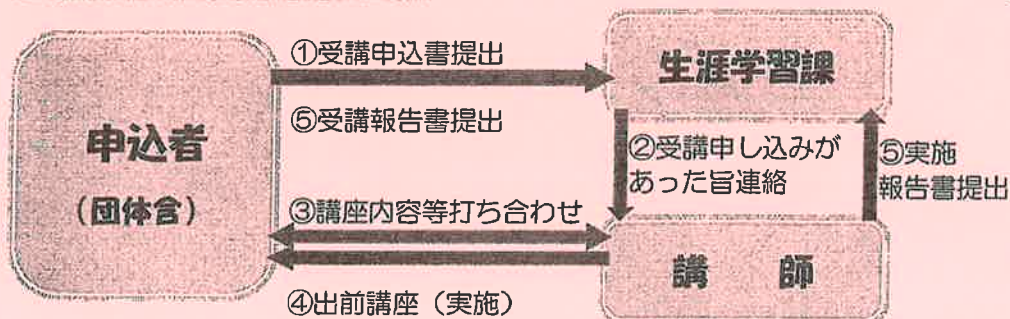 ①受講申込書提出
⑤受講報告書提出
申込者
（団体含）
生涯学習課
②受講申し込みが
あった旨連絡
⑤実施
報告書提出
③講座内容等打ち合わせ
講　師
④出前講座（実施）